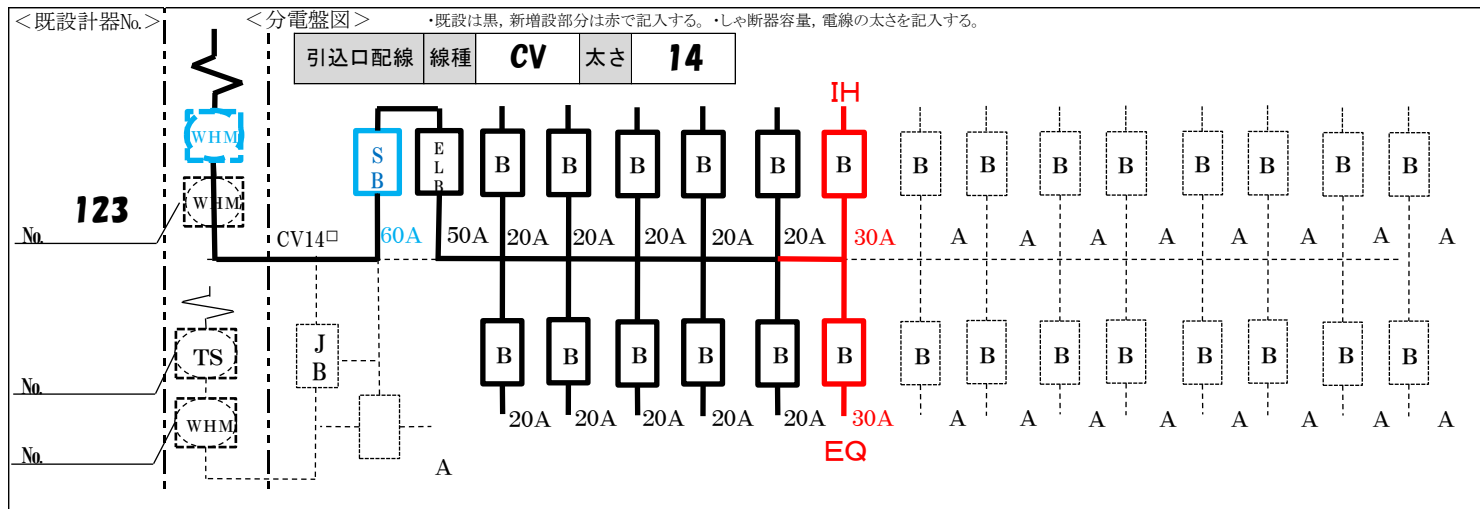 <既設計器No.> <分電盤図> ・既設は黒, 新増設部分は赤で記入する。 ・しゃ断器容量, 電線の太さを記入する。
引込口配線 線種 CV 太さ 14
IH
WHM SB ELB B B B B B B B B B B B B B B
WHM
123
No. CV14□ 60A 50A 20A 20A 20A 20A 20A 30A A A A A A A A A
TS JB B B B B B B B B B B B B B B
No.
WHM 20A 20A 20A 20A 20A 30A A A A A A A A A
EQ
No. A